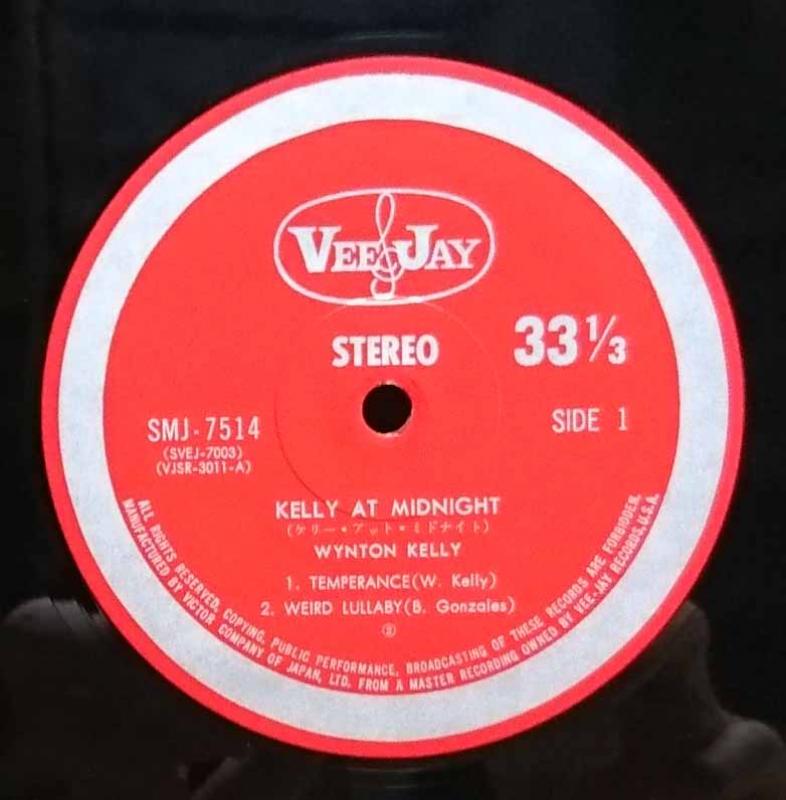 VEE JAY
STEREO
33⅓
SMJ-7514
(SVEJ-7003)
(VJSR-3011-A)
SIDE 1
KELLY AT MIDNIGHT
(ケリー・アット・ミドナイト)
WYNTON KELLY
1. TEMPERANCE(W. Kelly)
2. WEIRD LULLABY(B. Gonzales)
ALL RIGHTS RESERVED, COPYING, PUBLIC PERFORMANCE, BROADCASTING OF THESE RECORDS ARE FORBIDDEN.
MANUFACTURED BY VICTOR COMPANY OF JAPAN, LTD. FROM A MASTER RECORDING OWNED BY VEE-JAY RECORDS, U.S.A.